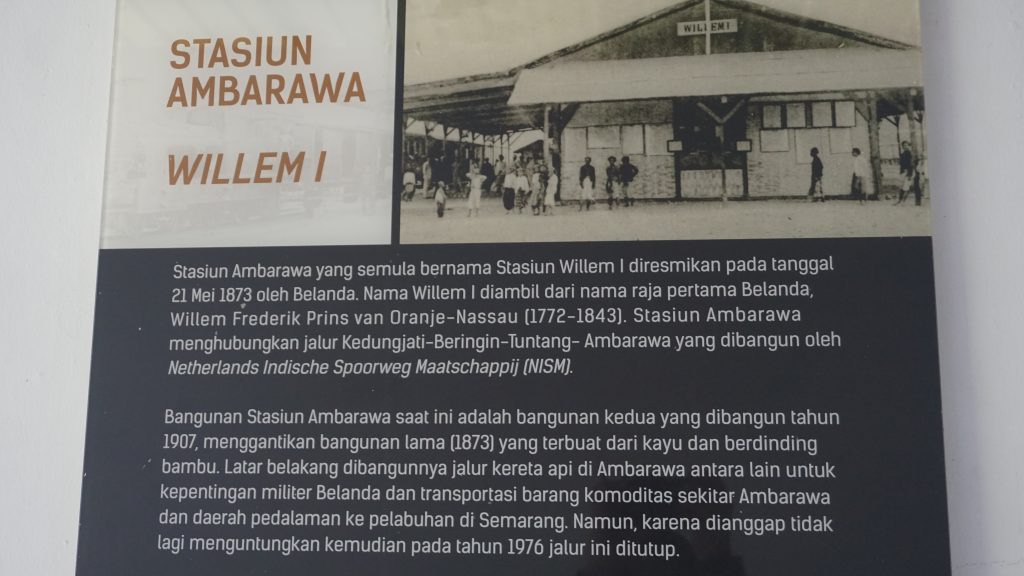 STASIUN
AMBARAWA
WILLEM I
WILLEM I
Stasiun Ambarawa yang semula bernama Stasiun Willem I diresmikan pada tanggal
21 Mei 1873 oleh Belanda. Nama Willem I diambil dari nama raja pertama Belanda,
Willem Frederik Prins van Oranje-Nassau (1772-1843). Stasiun Ambarawa
menghubungkan jalur Kedungjati-Beringin-Tuntang- Ambarawa yang dibangun oleh
Netherlands Indische Spoorweg Maatschappij (NISM).
Bangunan Stasiun Ambarawa saat ini adalah bangunan kedua yang dibangun tahun
1907, menggantikan bangunan lama (1873) yang terbuat dari kayu dan berdinding
bambu. Latar belakang dibangunnya jalur kereta api di Ambarawa antara lain untuk
kepentingan militer Belanda dan transportasi barang komoditas sekitar Ambarawa
dan daerah pedalaman ke pelabuhan di Semarang. Namun, karena dianggap tidak
lagi menguntungkan kemudian pada tahun 1976 jalur ini ditutup.